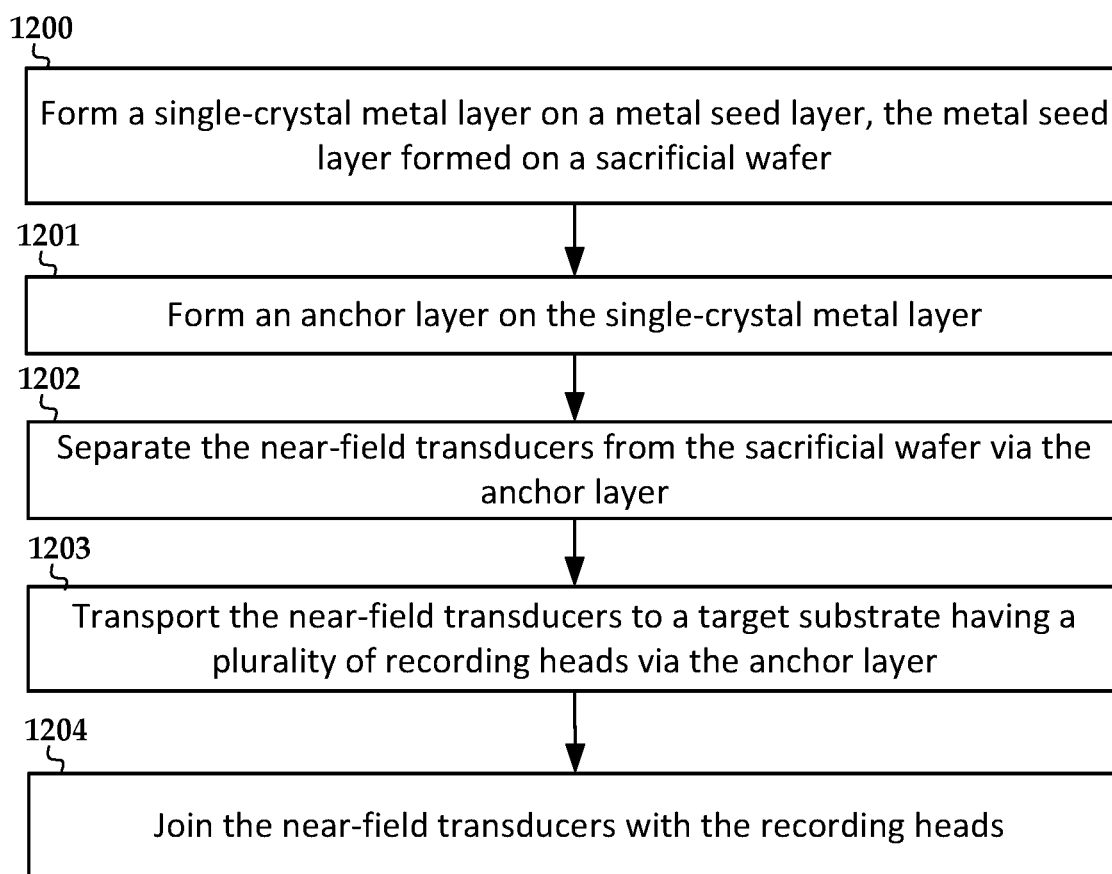 1200
Form a single-crystal metal layer on a metal seed layer, the metal seed
layer formed on a sacrificial wafer
1201
Form an anchor layer on the single-crystal metal layer
1202
Separate the near-field transducers from the sacrificial wafer via the
anchor layer
1203
Transport the near-field transducers to a target substrate having a
plurality of recording heads via the anchor layer
1204
Join the near-field transducers with the recording heads